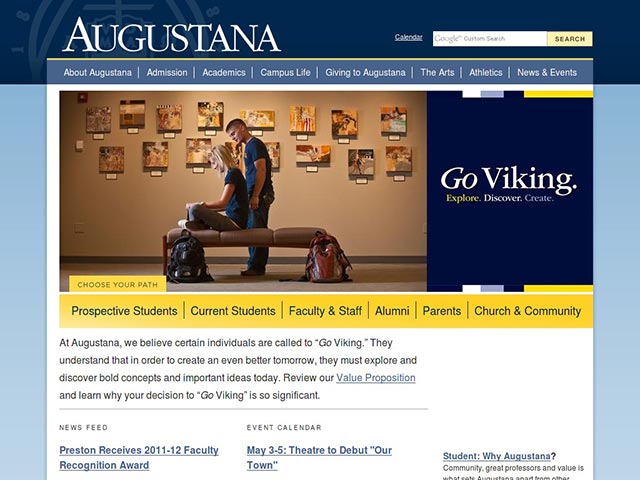 AUGUSTANA
Calendar
Google™ Custom Search
SEARCH
About Augustana
Admission
Academics
Campus Life
Giving to Augustana
The Arts
Athletics
News & Events
Go Viking.
Explore. Discover. Create.
CHOOSE YOUR PATH
Prospective Students
Current Students
Faculty & Staff
Alumni
Parents
Church & Community
At Augustana, we believe certain individuals are called to “Go Viking.” They
understand that in order to create an even better tomorrow, they must explore and
discover bold concepts and important ideas today. Review our Value Proposition
and learn why your decision to “Go Viking” is so significant.
NEWS FEED
Preston Receives 2011-12 Faculty
Recognition Award
EVENT CALENDAR
May 3-5: Theatre to Debut "Our
Town"
Student: Why Augustana?
Community, great professors and value is
what sets Augustana apart from other